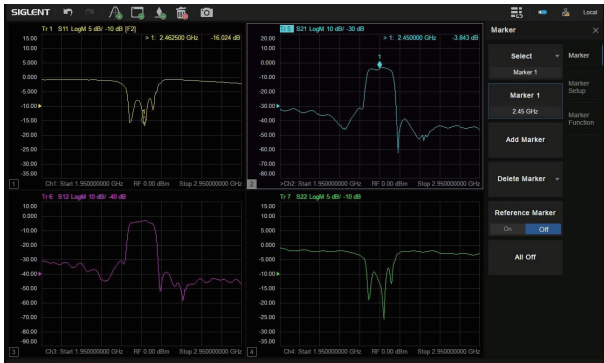 SIGLENT
Local
Tr 1 S11 LogM 5 dB/ -10 dB [F2]
> 1: 2.462500 GHz -16.024 dB
15.00
10.00
5.000
0.000
-5.000
-10.00
-15.00
-20.00
-25.00
-30.00
-35.00
1
Ch1: Start 1.950000000 GHz RF 0.00 dBm Stop 2.950000000 GHz
Tr 5 S21 LogM 10 dB/ -30 dB
> 1: 2.450000 GHz -3.843 dB
20.00
10.00
0.000
-10.00
-20.00
-30.00
-40.00
-50.00
-60.00
-70.00
-80.00
1
2
>Ch2: Start 1.950000000 GHz RF 0.00 dBm Stop 2.950000000 GHz
Tr 6 S12 LogM 10 dB/ -40 dB
10.00
0.000
-10.00
-20.00
-30.00
-40.00
-50.00
-60.00
-70.00
-80.00
-90.00
3
Ch3: Start 1.950000000 GHz RF 0.00 dBm Stop 2.950000000 GHz
Tr 7 S22 LogM 5 dB/ -10 dB
15.00
10.00
5.000
0.000
-5.000
-10.00
-15.00
-20.00
-25.00
-30.00
-35.00
4
Ch4: Start 1.950000000 GHz RF 0.00 dBm Stop 2.950000000 GHz
Marker
Select
Marker 1
Marker 1
2.45 GHz
Add Marker
Delete Marker
Reference Marker
On Off
All Off
Marker
Marker
Setup
Marker
Function